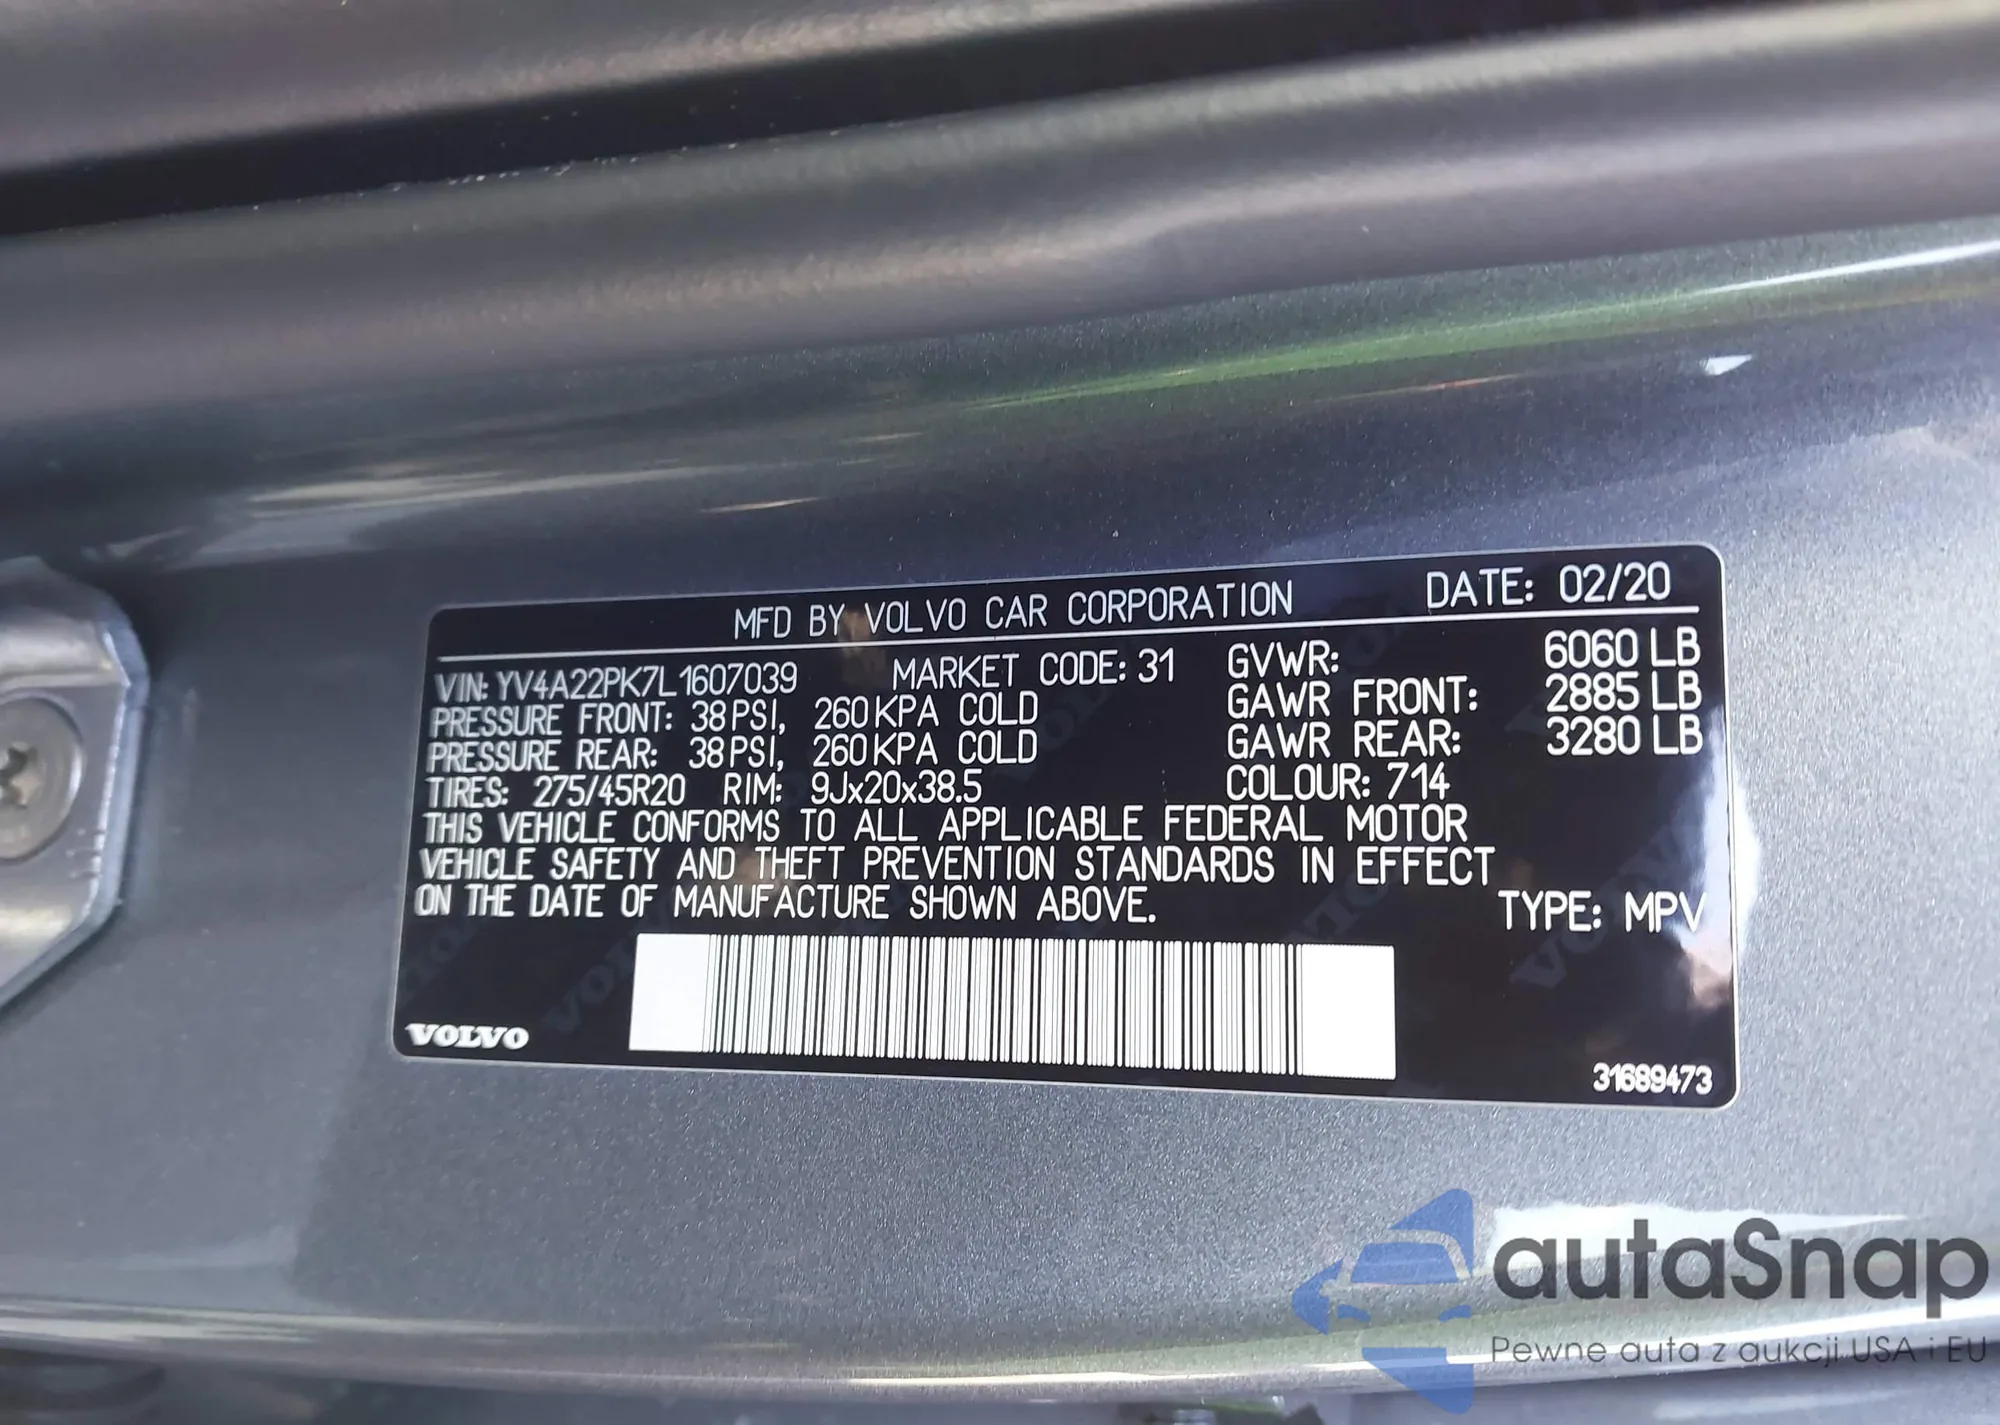 MFD BY VOLVO CAR CORPORATION DATE: 02/20
VIN: YV4A22PK7L1607039 MARKET CODE: 31 GVWR: 6060 LB
PRESSURE FRONT: 38 PSI, 260 KPA COLD GAWR FRONT: 2885 LB
PRESSURE REAR: 38 PSI, 260 KPA COLD GAWR REAR: 3280 LB
TIRES: 275/45R20 RIM: 9Jx20x38.5 COLOUR: 714
THIS VEHICLE CONFORMS TO ALL APPLICABLE FEDERAL MOTOR
VEHICLE SAFETY AND THEFT PREVENTION STANDARDS IN EFFECT
ON THE DATE OF MANUFACTURE SHOWN ABOVE. TYPE: MPV
VOLVO
31689473
autaSnap
Pewne auta z aukcji USA i EU